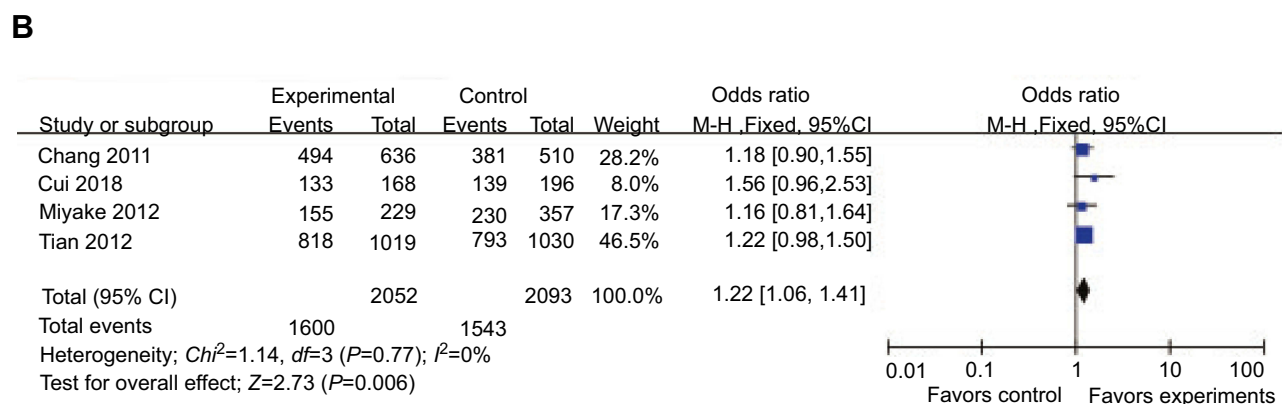 B
Experimental Control Odds ratio Odds ratio
Study or subgroup Events Total Events Total Weight M-H ,Fixed, 95%CI M-H ,Fixed, 95%CI
Chang 2011 494 636 381 510 28.2% 1.18 [0.90,1.55]
Cui 2018 133 168 139 196 8.0% 1.56 [0.96,2.53]
Miyake 2012 155 229 230 357 17.3% 1.16 [0.81,1.64]
Tian 2012 818 1019 793 1030 46.5% 1.22 [0.98,1.50]
Total (95% CI) 2052 2093 100.0% 1.22 [1.06, 1.41]
Total events 1600 1543
Heterogeneity; Chi²=1.14, df=3 (P=0.77); I²=0%
Test for overall effect; Z=2.73 (P=0.006)
0.01 0.1 1 10 100
Favors control Favors experiments